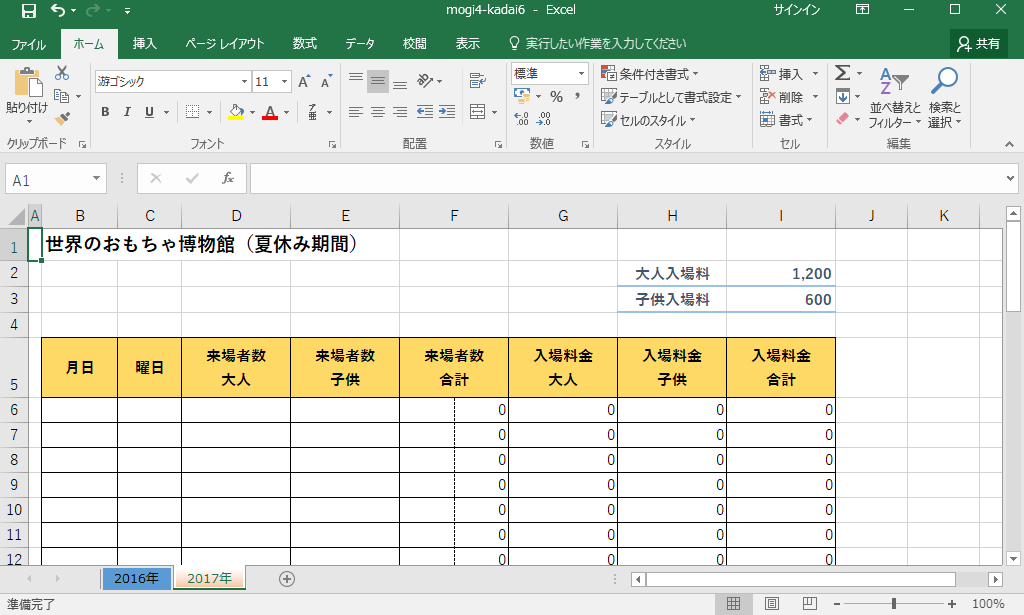 mogi4-kadai6 - Excel
サインイン
ファイル ホーム 挿入 ページ レイアウト 数式 データ 校閲 表示 実行したい作業を入力してください 共有
貼り付け
クリップボード
游ゴシック 11 A A
B I U 亜
フォント
配置
標準
% ,
数値
条件付き書式
テーブルとして書式設定
セルのスタイル
スタイル
挿入
削除
書式
セル
Σ
並べ替えと
フィルター
検索と
選択
編集
A1 fx
A B C D E F G H I J K
1 世界のおもちゃ博物館（夏休み期間）
2 大人入場料 1,200
3 子供入場料 600
4
5 月日 曜日 来場者数 大人 来場者数 子供 来場者数 合計 入場料金 大人 入場料金 子供 入場料金 合計
6 0 0 0 0
7 0 0 0 0
8 0 0 0 0
9 0 0 0 0
10 0 0 0 0
11 0 0 0 0
12 0 0 0 0
2016年 2017年
準備完了 100%